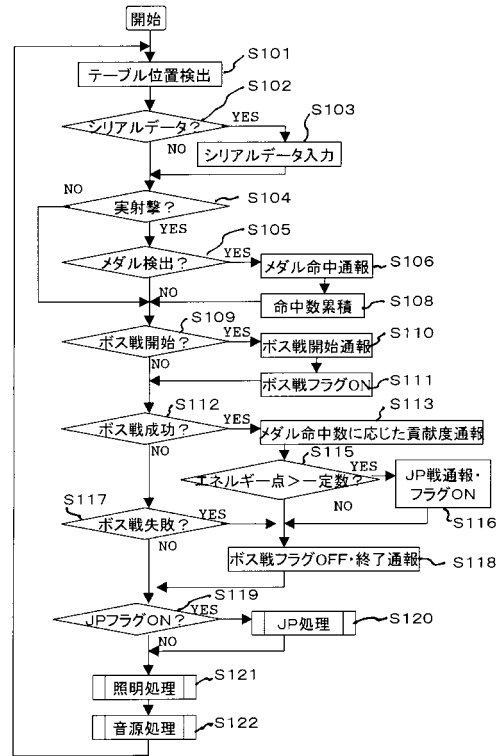 開始
S101
テーブル位置検出
S102
シリアルデータ?
YES
S103
NO
シリアルデータ入力
NO
S104
実射撃?
YES
S105
メダル検出?
YES
メダル命中通報
S106
NO
命中数累積
S108
S109
ボス戦開始?
YES
ボス戦開始通報
S110
NO
ボス戦フラグON
S111
S112
ボス戦成功?
YES
S113
メダル命中数に応じた貢献度通報
NO
S115
エネルギー点>一定数?
YES
JP戦通報・
フラグON
NO
S116
S117
ボス戦失敗?
YES
NO
ボス戦フラグOFF・終了通報
S118
S119
JPフラグON?
YES
JP処理
S120
NO
照明処理
S121
音源処理
S122